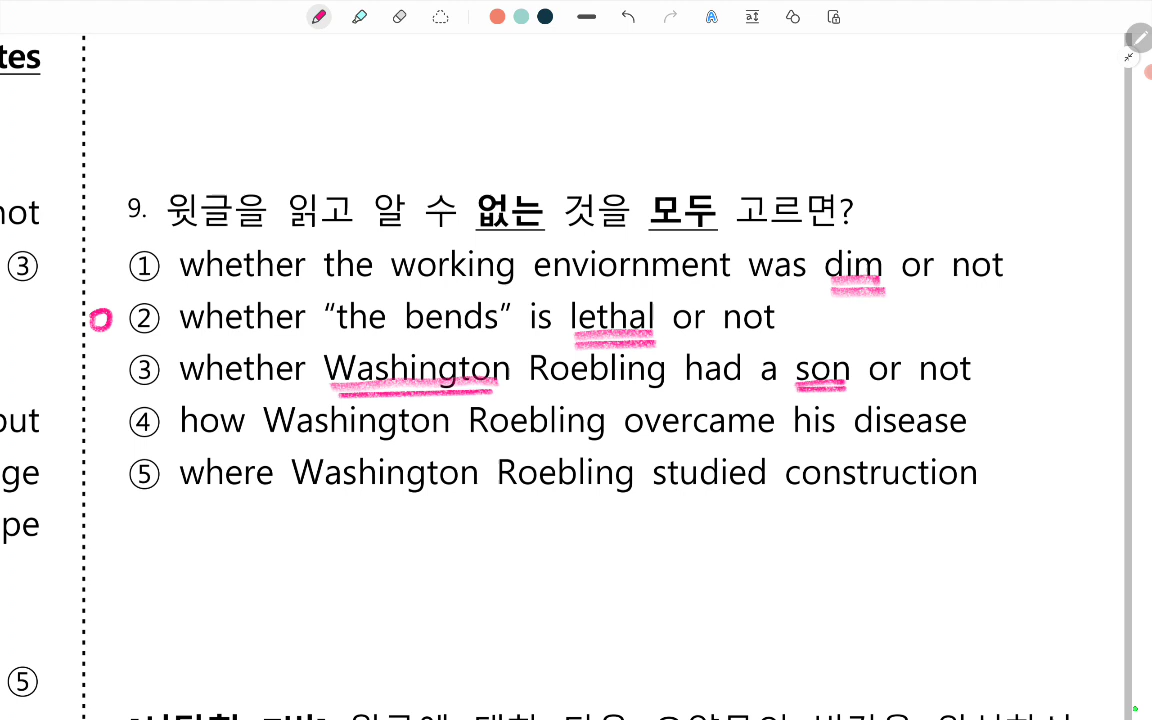 tes
not
③
out
ge
pe
⑤
9. 윗글을 읽고 알 수 없는 것을 모두 고르면?
① whether the working enviornment was dim or not
② whether “the bends” is lethal or not
③ whether Washington Roebling had a son or not
④ how Washington Roebling overcame his disease
⑤ where Washington Roebling studied construction